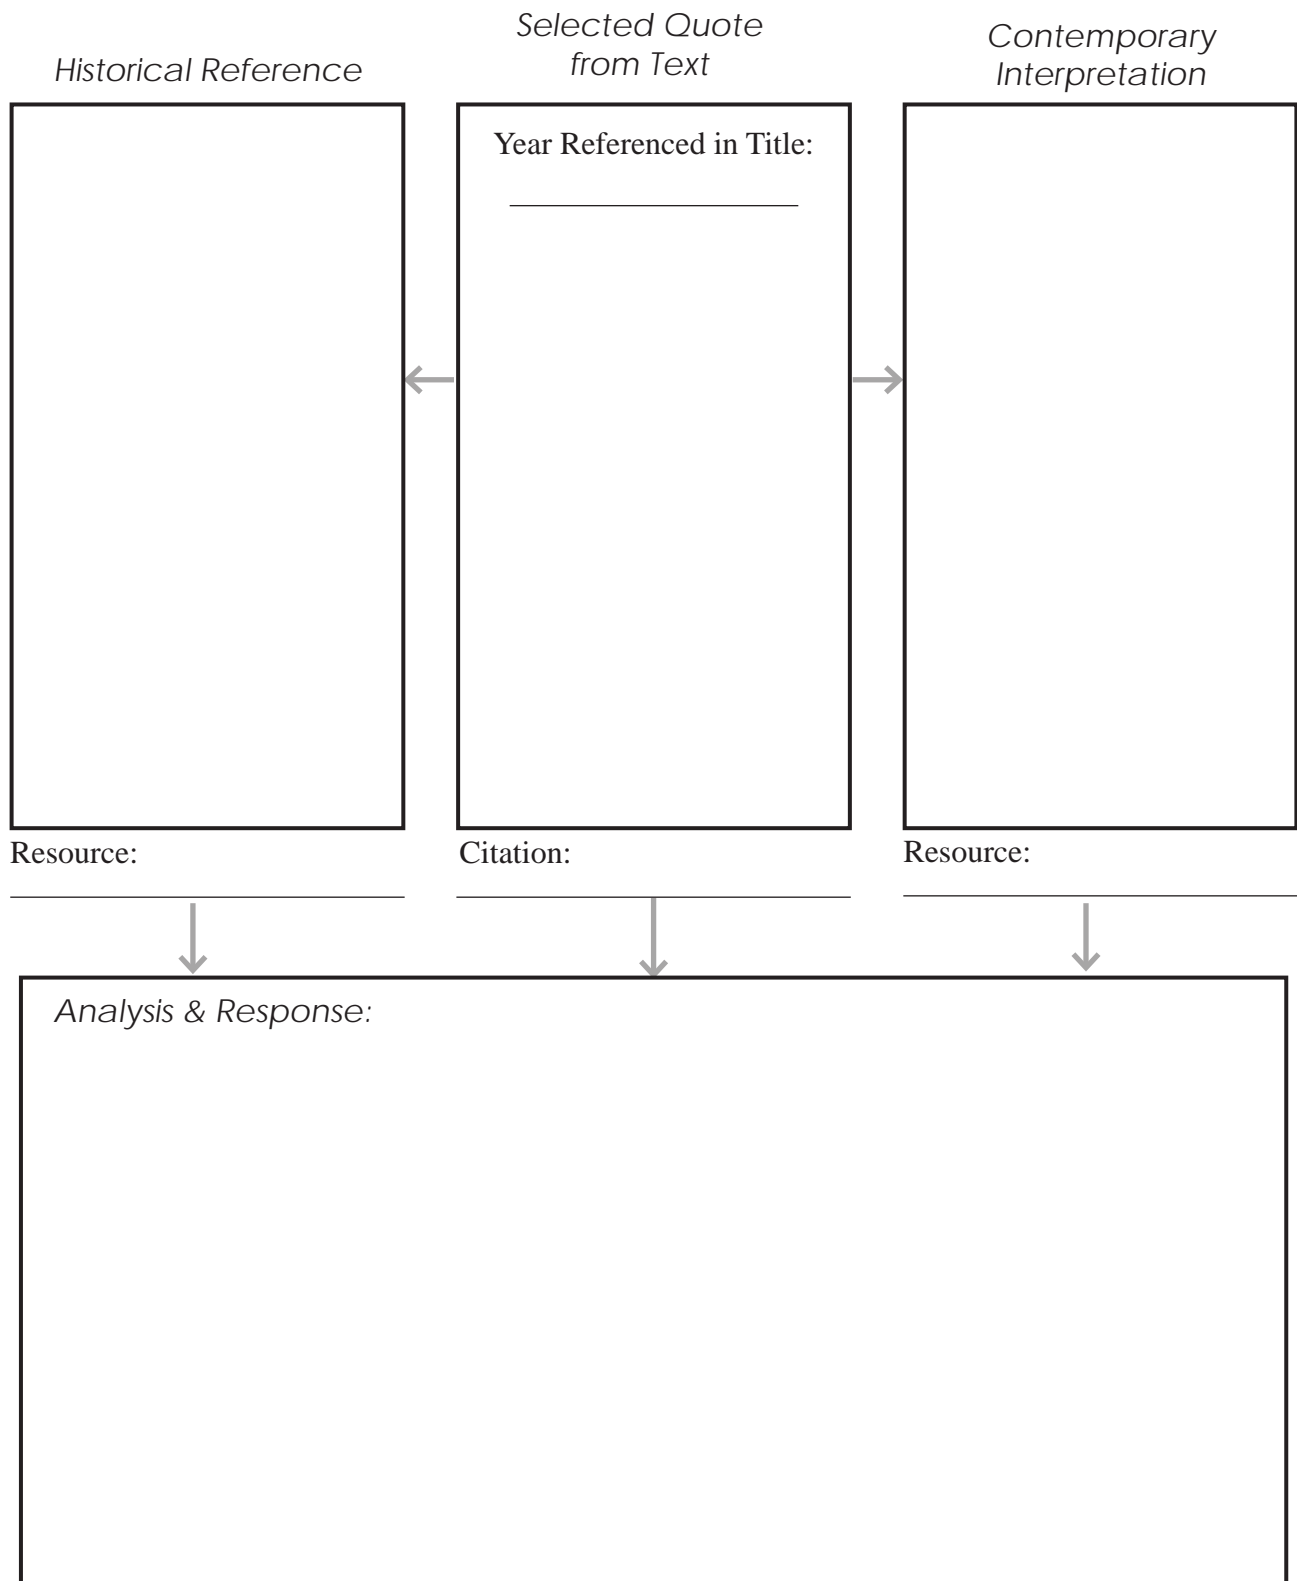 Historical Reference
Selected Quote
from Text
Contemporary
Interpretation
Year Referenced in Title:
Resource:
Citation:
Resource:
Analysis & Response: